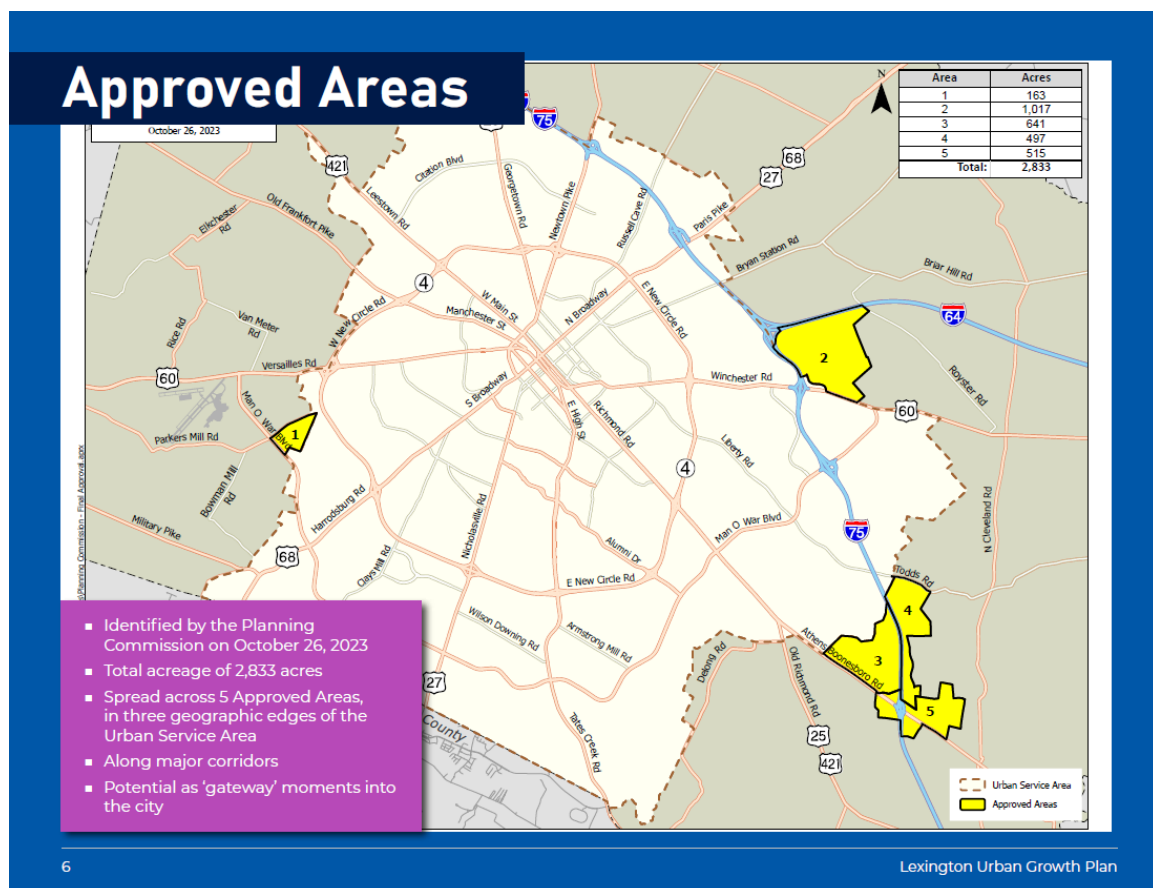 Approved Areas
October 26, 2023
N
Area Acres
1 163
2 1,017
3 641
4 497
5 515
Total: 2,833
75
421
68
27
Citation Blvd
Georgetown Rd
Newtown Pike
Russell Cave Rd
Paris Pike
Leestown Rd
Old Frankfort Pike
Elkchester
Rd
Bryan Station Rd
Briar Hill Rd
4
W Main St
N Broadway
E New Circle Rd
64
Manchester St
W New Circle Rd
Van Meter
Rd
Rice Rd
2
Versailles Rd
60
Winchester Rd
Royster Rd
60
S Broadway
Man O War Blvd
E High St
Richmond Rd
1
Parkers Mill Rd
Liberty Rd
4
Bowman Mill
Rd
Harrodsburg Rd
Nicholasville Rd
Man O War Blvd
N Cleveland Rd
Military Pike
75
68
Clays Mill Rd
Alumni Dr
E New Circle Rd
Todds Rd
4
Wilson Downing Rd
Armstrong Mill Rd
Athens Boonesboro Rd
Delong Rd
Old Richmond Rd
3
5
27
County
Tates Creek Rd
25
421
Planning Commission - Final Approval.aprx
Urban Service Area
Approved Areas
▪ Identified by the Planning
Commission on October 26, 2023
▪ Total acreage of 2,833 acres
▪ Spread across 5 Approved Areas,
in three geographic edges of the
Urban Service Area
▪ Along major corridors
▪ Potential as ‘gateway’ moments into
the city
6
Lexington Urban Growth Plan